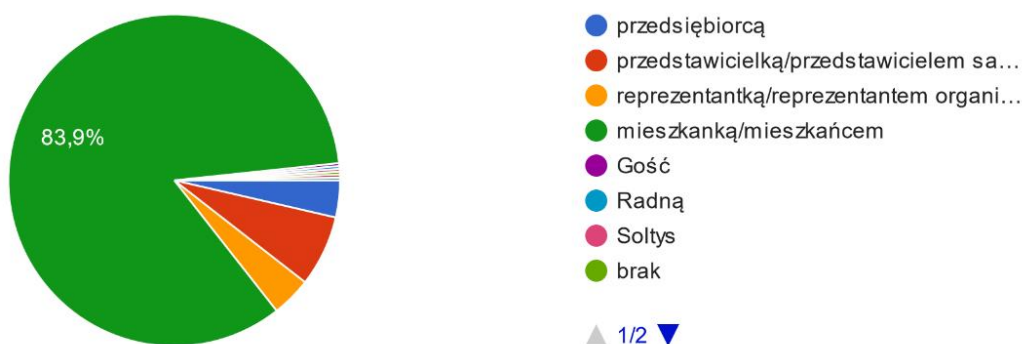 83,9%
przedsiębiorcą
przedstawicielką/przedstawicielem sa…
reprezentantką/reprezentantem organi…
mieszkanką/mieszkańcem
Gość
Radną
Soltys
brak
1/2